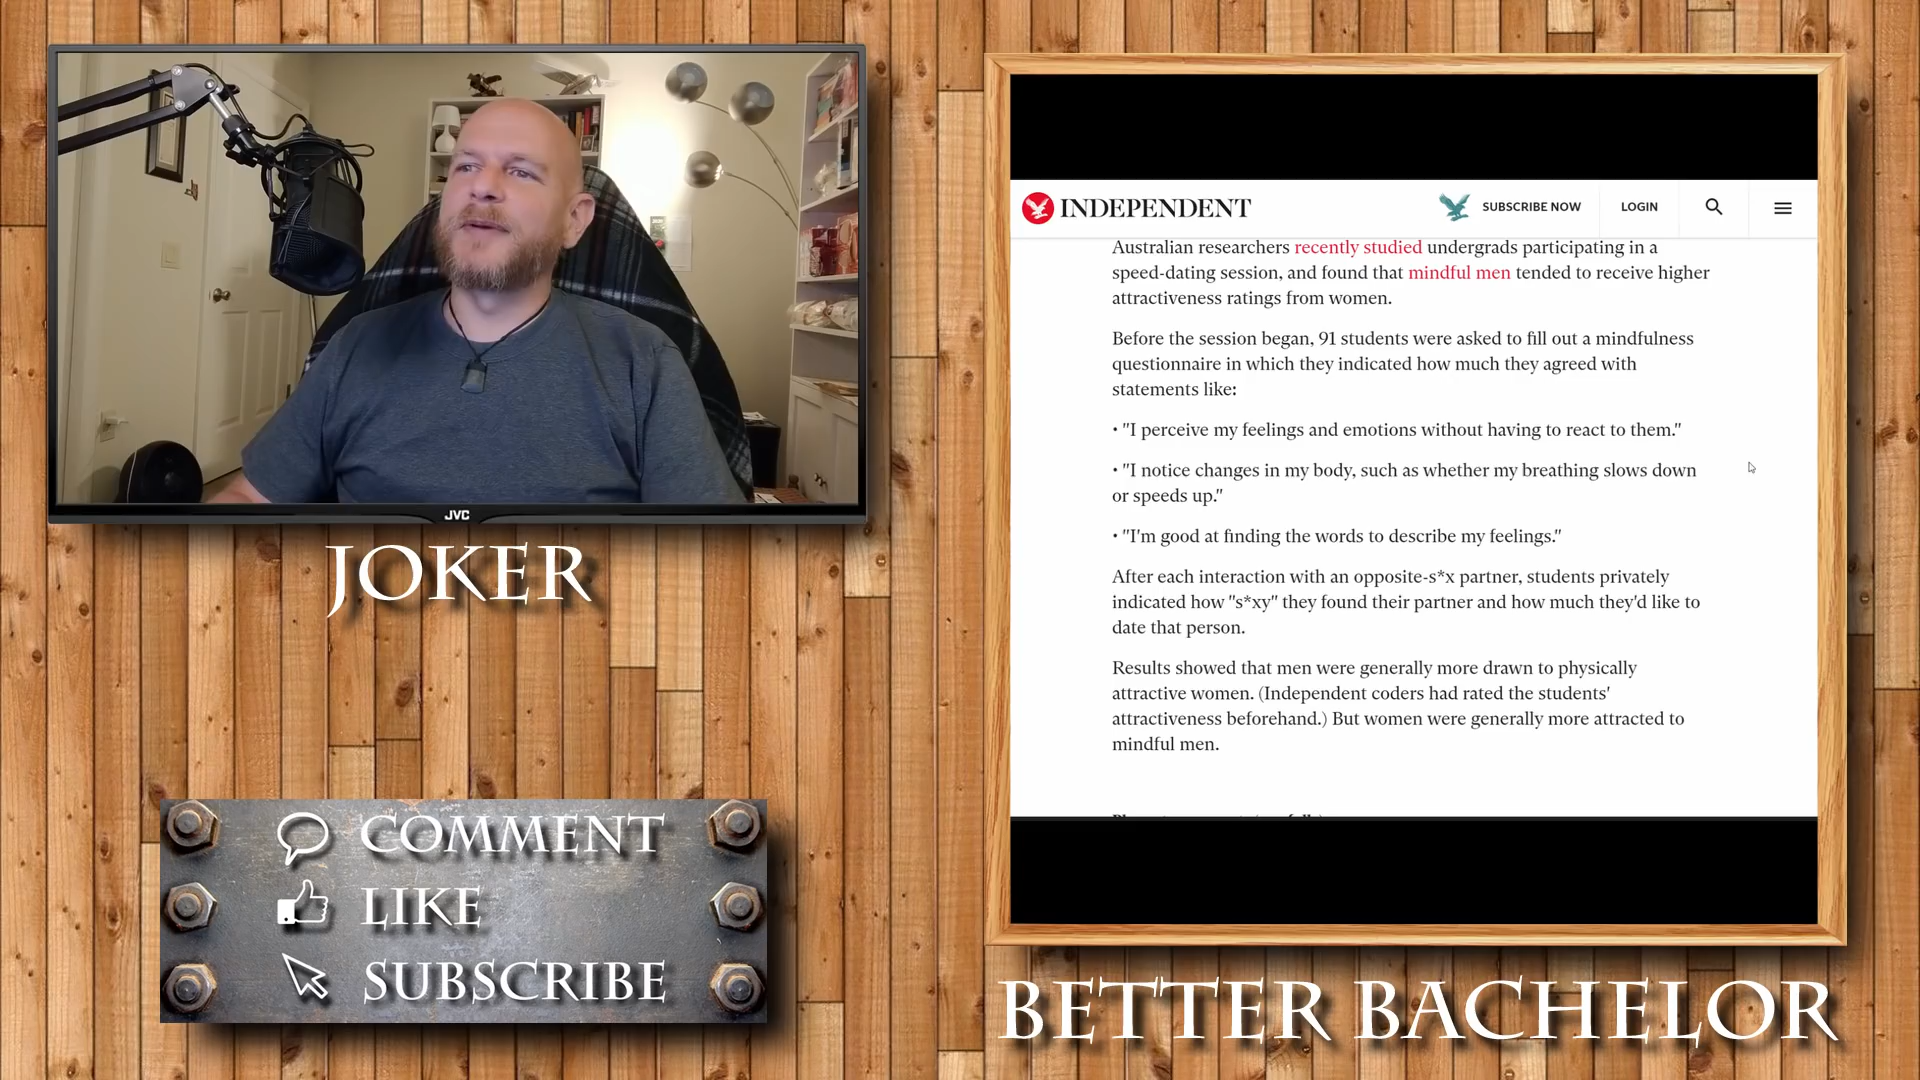 JVC
JOKER
COMMENT
LIKE
SUBSCRIBE
INDEPENDENT
SUBSCRIBE NOW
LOGIN
Australian researchers recently studied undergrads participating in a
speed-dating session, and found that mindful men tended to receive higher
attractiveness ratings from women.
Before the session began, 91 students were asked to fill out a mindfulness
questionnaire in which they indicated how much they agreed with
statements like:
• "I perceive my feelings and emotions without having to react to them."
• "I notice changes in my body, such as whether my breathing slows down
or speeds up."
• "I'm good at finding the words to describe my feelings."
After each interaction with an opposite-s*x partner, students privately
indicated how "s*xy" they found their partner and how much they'd like to
date that person.
Results showed that men were generally more drawn to physically
attractive women. (Independent coders had rated the students'
attractiveness beforehand.) But women were generally more attracted to
mindful men.
BETTER BACHELOR